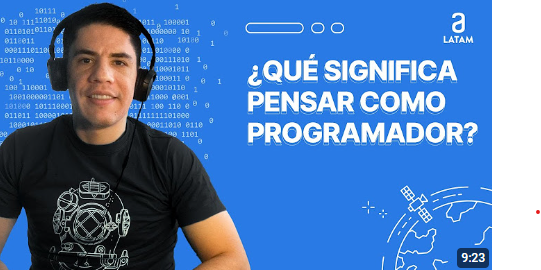 a
LATAM
¿QUÉ SIGNIFICA
PENSAR COMO
PROGRAMADOR?
9:23